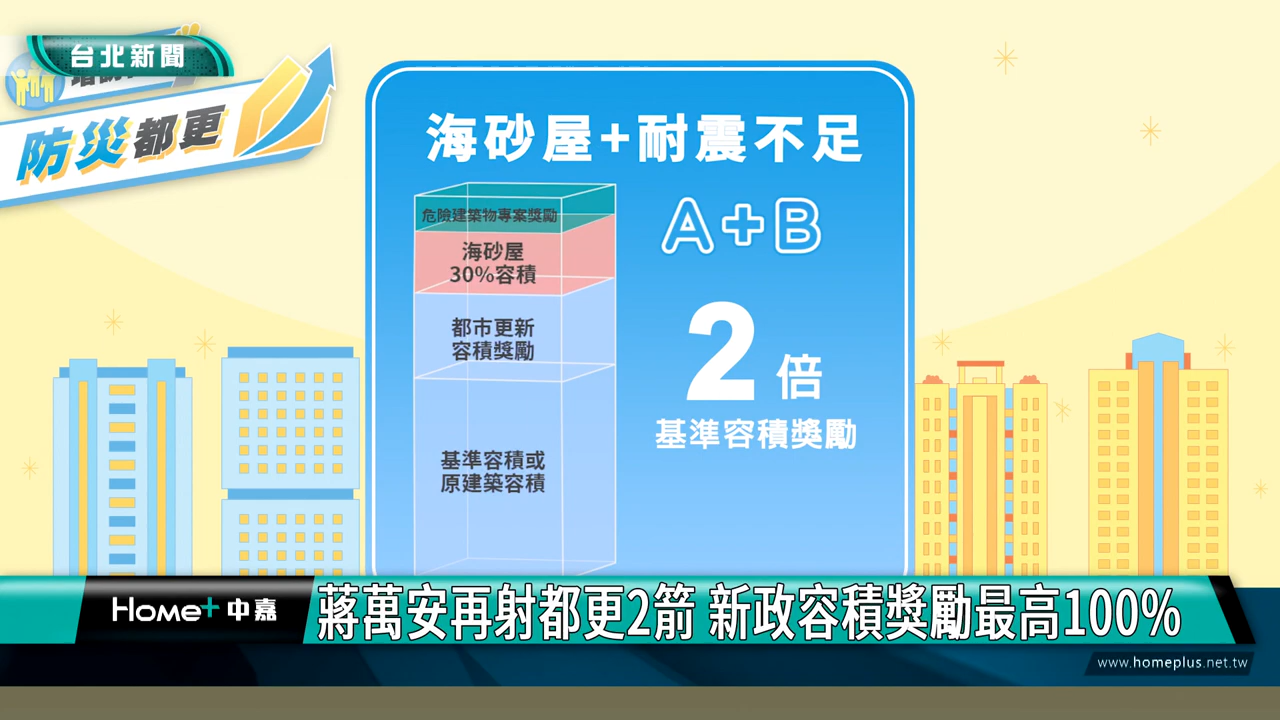 台北新聞
防災都更
海砂屋+耐震不足
危險建築物專案獎勵
海砂屋
30%容積
都市更新
容積獎勵
基準容積或
原建築容積
A+B
2倍
基準容積獎勵
Home+中嘉
蔣萬安再射都更2箭 新政容積獎勵最高100%
www.homeplus.net.tw